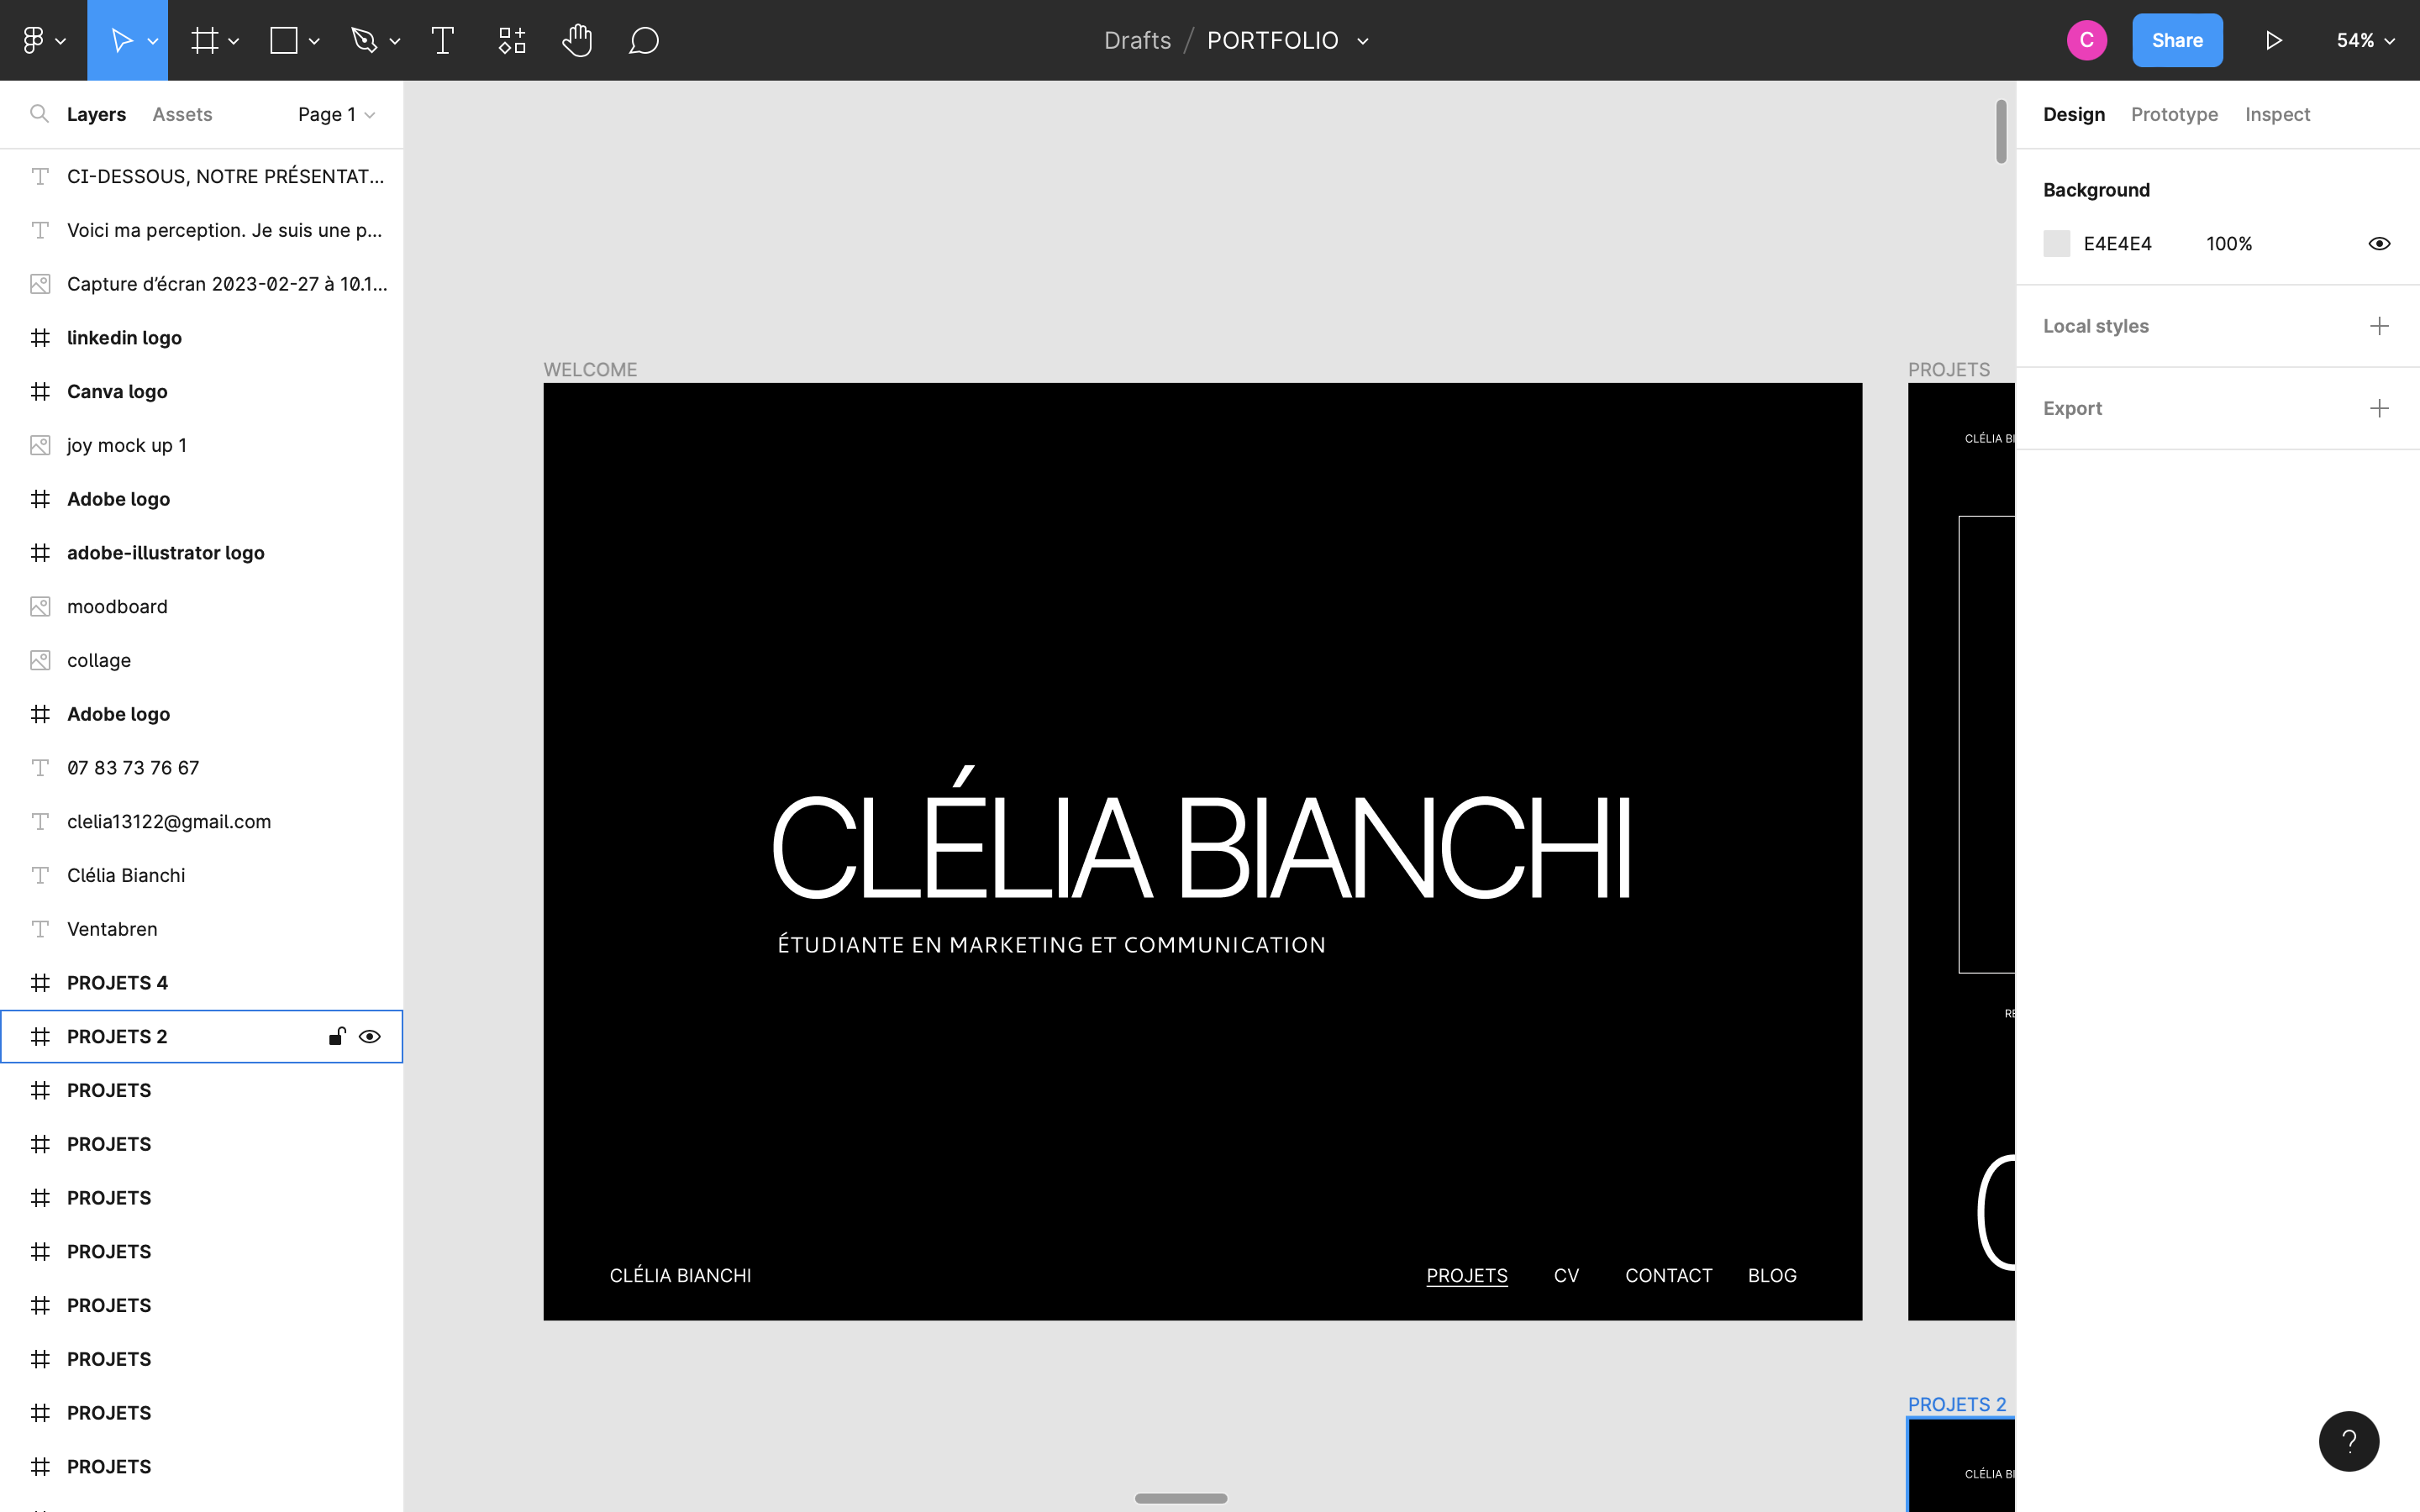 Drafts / PORTFOLIO
C
Share
54%
Layers
Assets
Page 1
CI-DESSOUS, NOTRE PRÉSENTAT...
Voici ma perception. Je suis une p...
Capture d’écran 2023-02-27 à 10.1...
linkedin logo
Canva logo
joy mock up 1
Adobe logo
adobe-illustrator logo
moodboard
collage
Adobe logo
07 83 73 76 67
clelia13122@gmail.com
Clélia Bianchi
Ventabren
PROJETS 4
PROJETS 2
PROJETS
PROJETS
PROJETS
PROJETS
PROJETS
PROJETS
PROJETS
PROJETS
WELCOME
CLÉLIA BIANCHI
ÉTUDIANTE EN MARKETING ET COMMUNICATION
CLÉLIA BIANCHI
PROJETS
CV
CONTACT
BLOG
PROJETS
CLÉLIA BI
RE
PROJETS 2
CLÉLIA BI
Design
Prototype
Inspect
Background
E4E4E4
100%
Local styles
Export
?